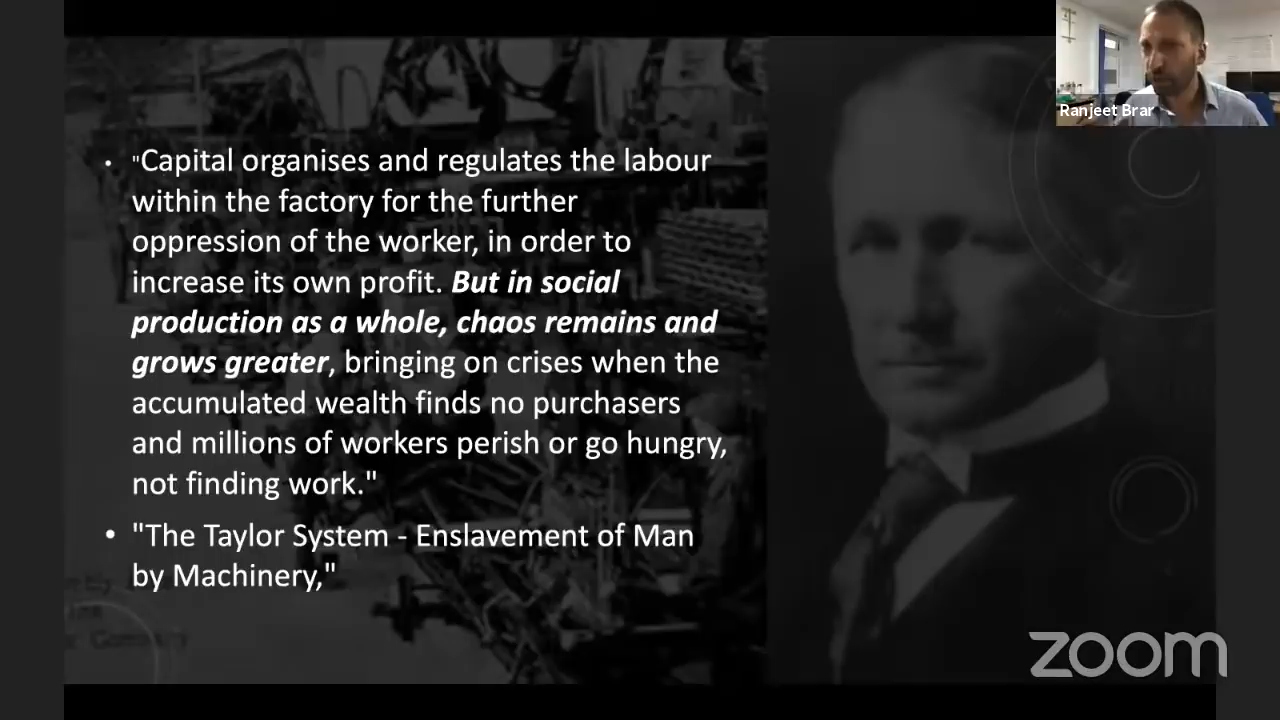 Ranjeet Brar
• "Capital organises and regulates the labour
within the factory for the further
oppression of the worker, in order to
increase its own profit. But in social
production as a whole, chaos remains and
grows greater, bringing on crises when the
accumulated wealth finds no purchasers
and millions of workers perish or go hungry,
not finding work."
• "The Taylor System - Enslavement of Man
by Machinery,"
zoom